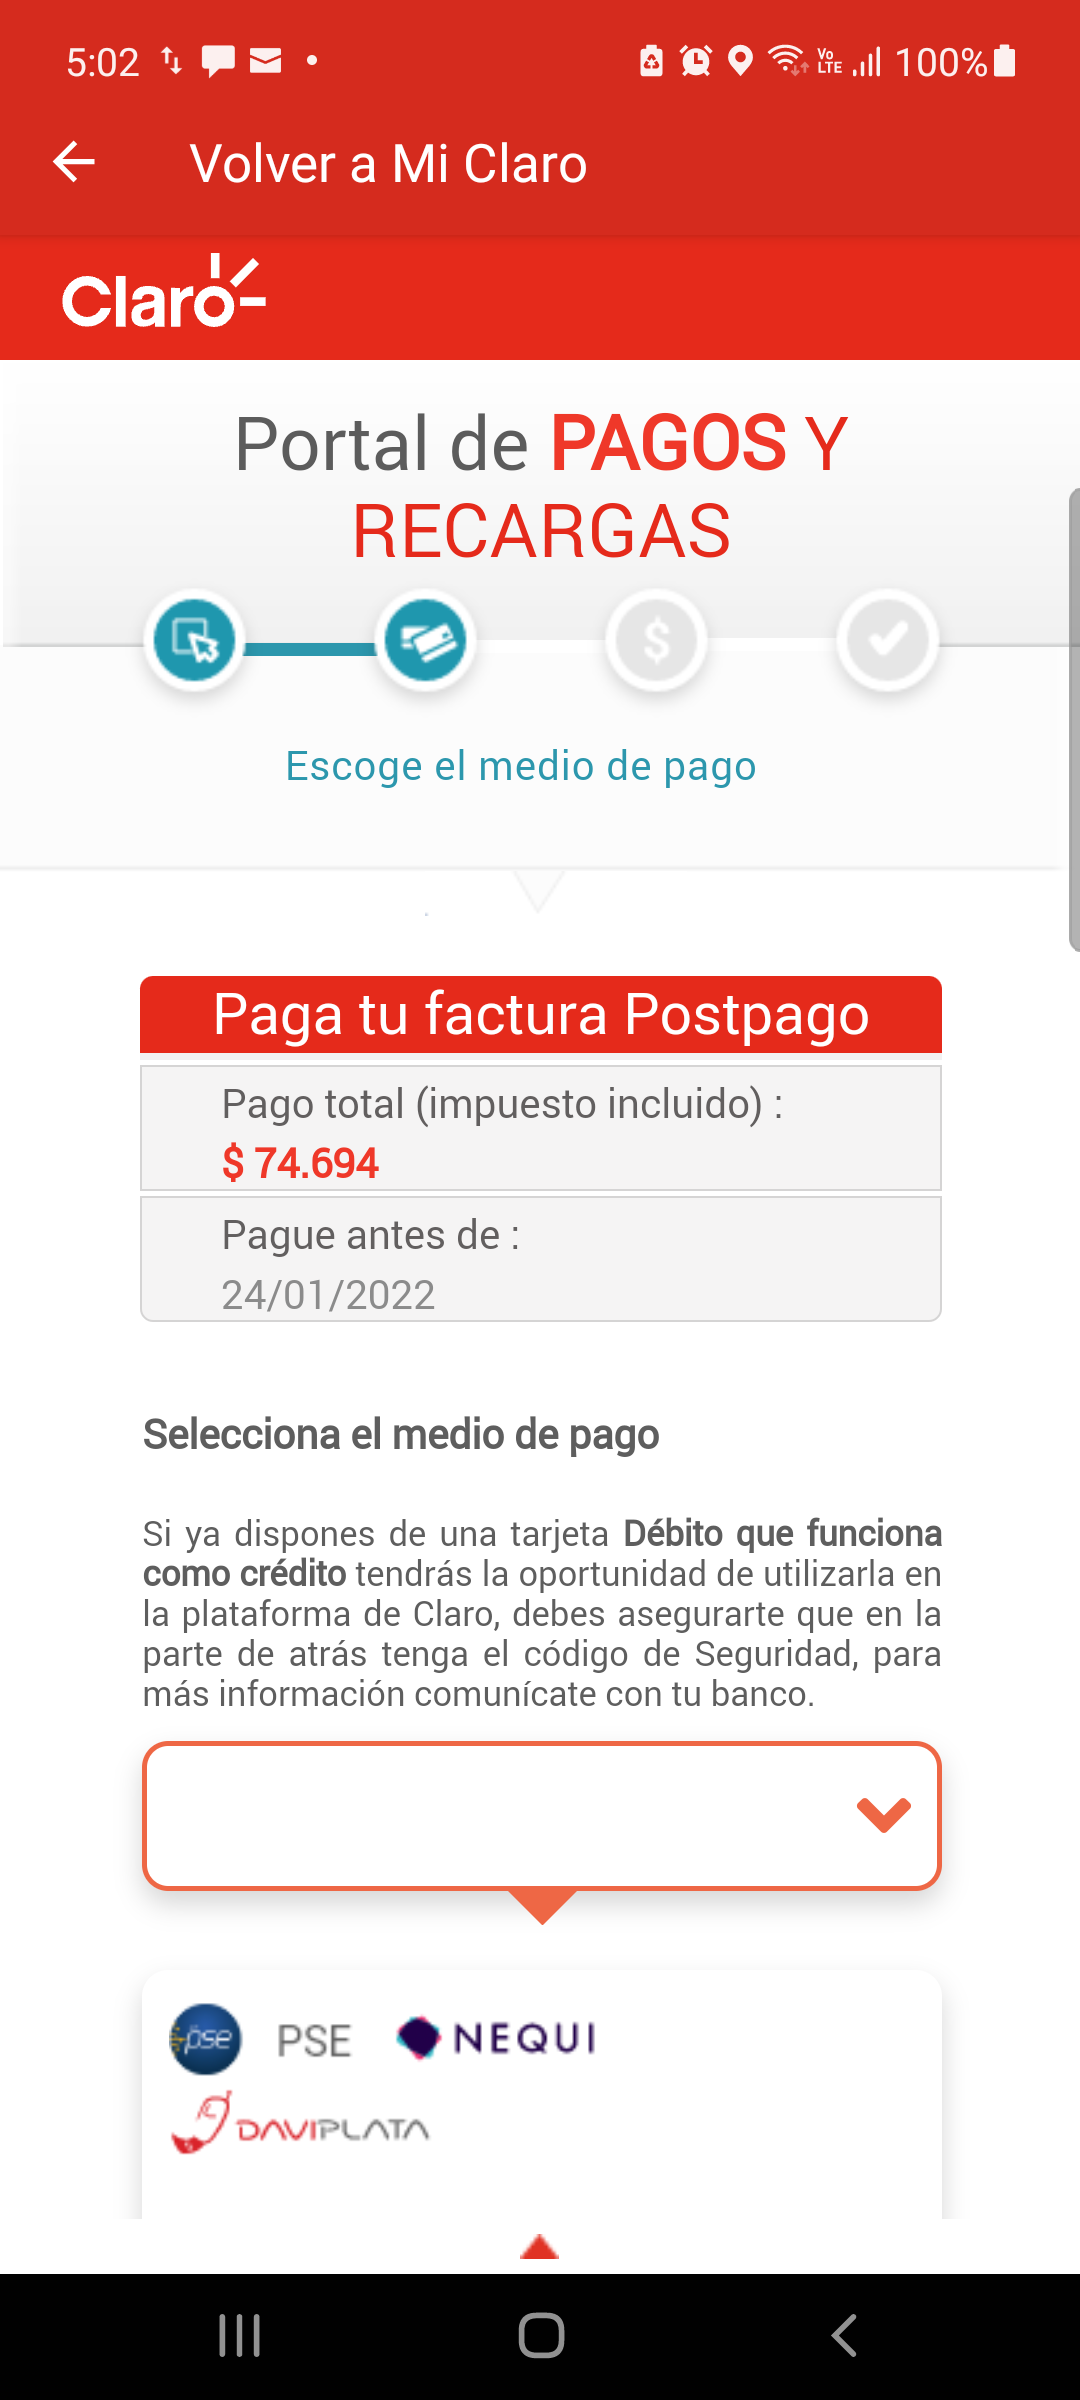 5:02 Vo LTE 100%
Volver a Mi Claro
Claro
Portal de PAGOS Y
RECARGAS
$
Escoge el medio de pago
Paga tu factura Postpago
Pago total (impuesto incluido) :
$ 74.694
Pague antes de :
24/01/2022
Selecciona el medio de pago
Si ya dispones de una tarjeta Débito que funciona
como crédito tendrás la oportunidad de utilizarla en
la plataforma de Claro, debes asegurarte que en la
parte de atrás tenga el código de Seguridad, para
más información comunícate con tu banco.
pse PSE NEQUI
DAVIPLATA